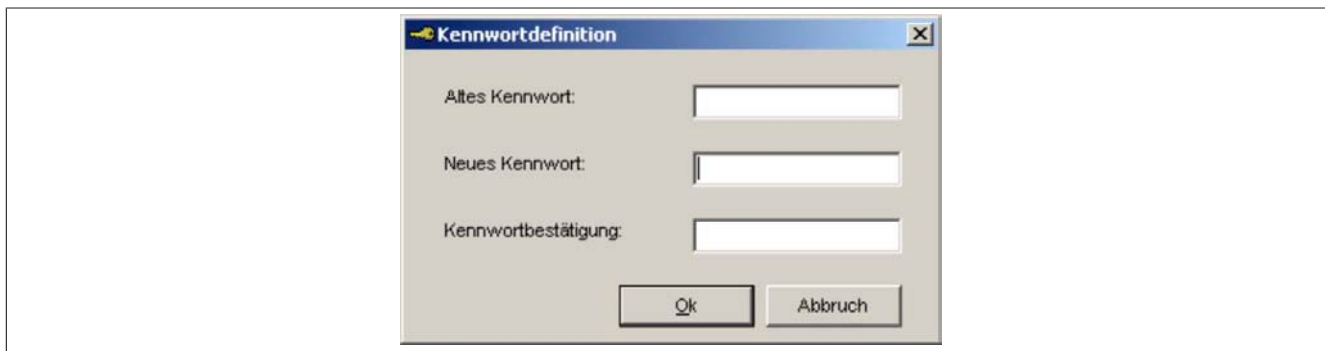 Kennwortdefinition
Altes Kennwort:
Neues Kennwort:
Kennwortbestätigung:
Ok Abbruch